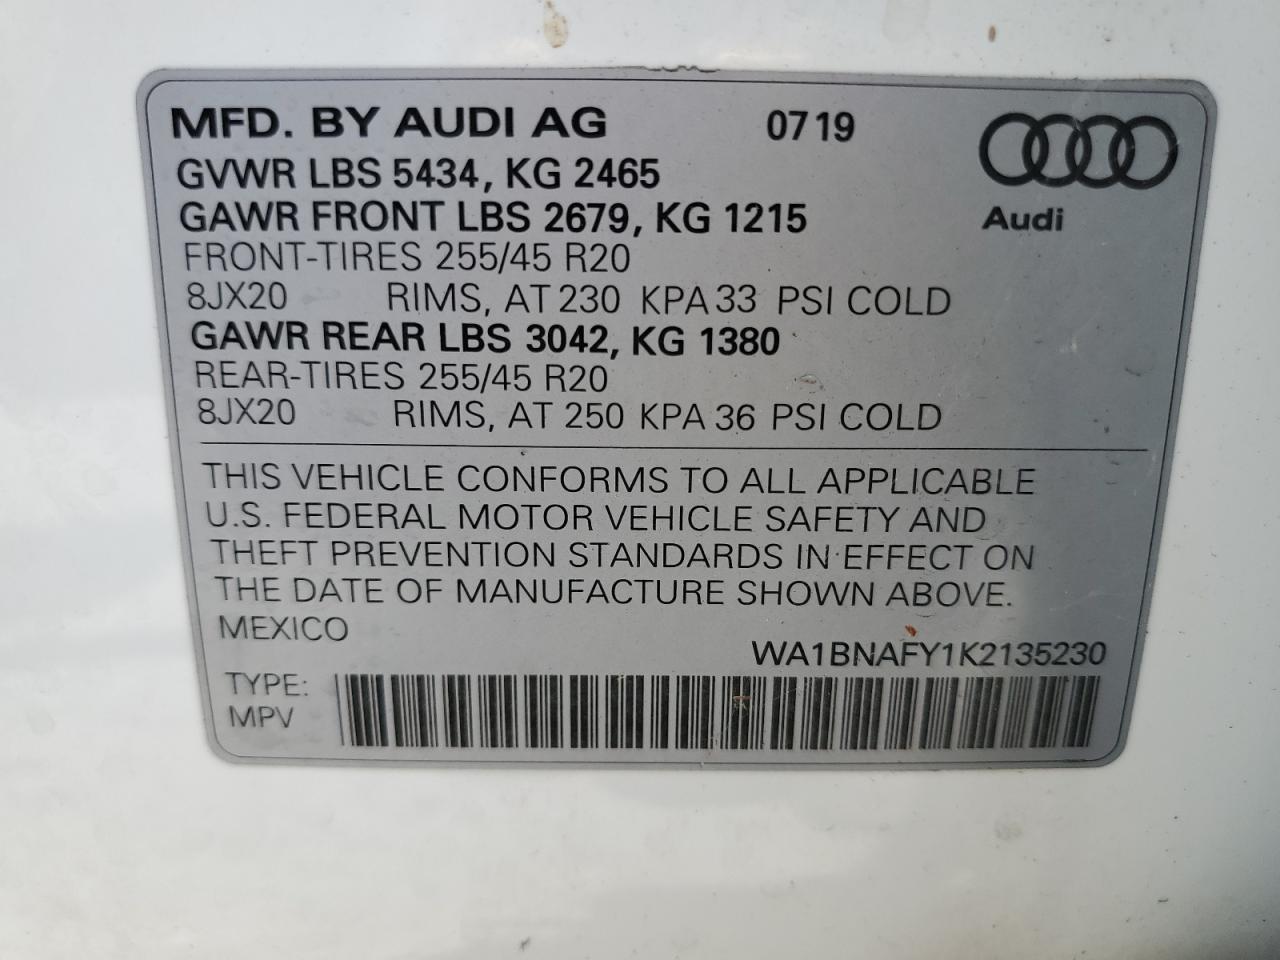 MFD. BY AUDI AG 07 19
GVWR LBS 5434, KG 2465
GAWR FRONT LBS 2679, KG 1215
Audi
FRONT-TIRES 255/45 R20
8JX20 RIMS, AT 230 KPA 33 PSI COLD
GAWR REAR LBS 3042, KG 1380
REAR-TIRES 255/45 R20
8JX20 RIMS, AT 250 KPA 36 PSI COLD
THIS VEHICLE CONFORMS TO ALL APPLICABLE
U.S. FEDERAL MOTOR VEHICLE SAFETY AND
THEFT PREVENTION STANDARDS IN EFFECT ON
THE DATE OF MANUFACTURE SHOWN ABOVE.
MEXICO
WA1BNAFY1K2135230
TYPE:
MPV